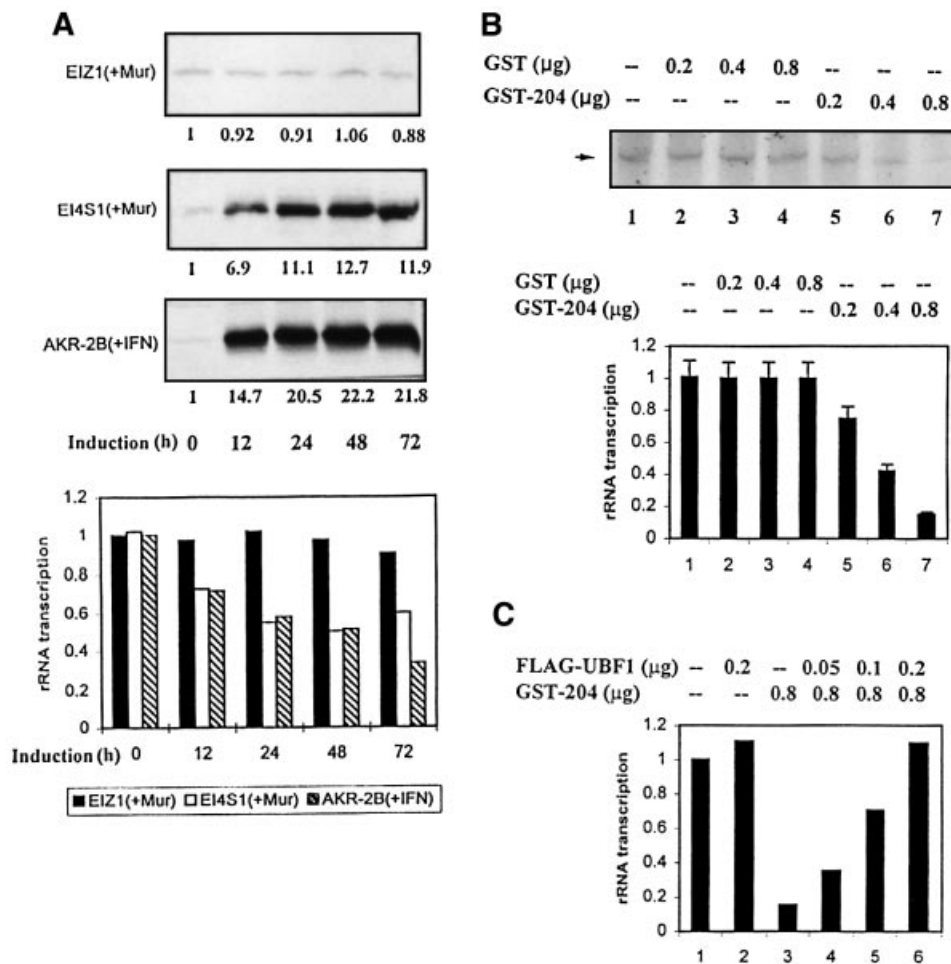 A
EIZ1(+Mur)
1 0.92 0.91 1.06 0.88
EI4S1(+Mur)
1 6.9 11.1 12.7 11.9
AKR-2B(+IFN)
1 14.7 20.5 22.2 21.8
Induction (h) 0 12 24 48 72
1.2
1
0.8
0.6
0.4
0.2
0
rRNA transcription
Induction (h) 0 12 24 48 72
EIZ1(+Mur) EI4S1(+Mur) AKR-2B(+IFN)
B
GST (µg) -- 0.2 0.4 0.8 -- -- --
GST-204 (µg) -- -- -- -- 0.2 0.4 0.8
1 2 3 4 5 6 7
GST (µg) -- 0.2 0.4 0.8 -- -- --
GST-204 (µg) -- -- -- -- 0.2 0.4 0.8
1.2
1
0.8
0.6
0.4
0.2
0
rRNA transcription
1 2 3 4 5 6 7
C
FLAG-UBF1 (µg) -- 0.2 -- 0.05 0.1 0.2
GST-204 (µg) -- -- 0.8 0.8 0.8 0.8
1.2
1
0.8
0.6
0.4
0.2
0
rRNA transcription
1 2 3 4 5 6